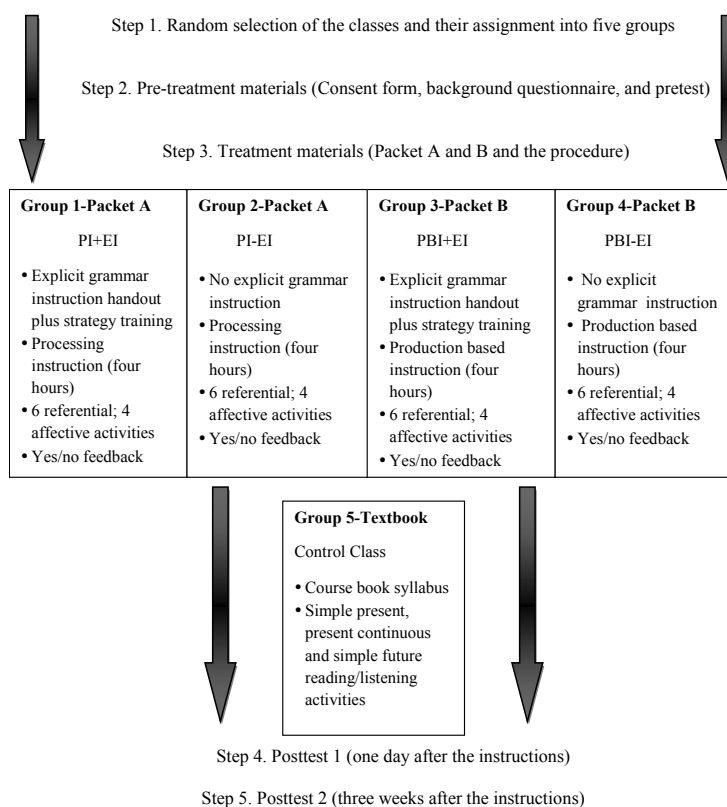 Step 1. Random selection of the classes and their assignment into five groups
Step 2. Pre-treatment materials (Consent form, background questionnaire, and pretest)
Step 3. Treatment materials (Packet A and B and the procedure)
Group 1-Packet A
PI+EI
• Explicit grammar
instruction handout
plus strategy training
• Processing
instruction (four
hours)
• 6 referential; 4
affective activities
• Yes/no feedback
Group 2-Packet A
PI-EI
• No explicit grammar
instruction
• Processing
instruction (four
hours)
• 6 referential; 4
affective activities
• Yes/no feedback
Group 3-Packet B
PBI+EI
• Explicit grammar
instruction handout
plus strategy training
• Production based
instruction (four
hours)
• 6 referential; 4
affective activities
• Yes/no feedback
Group 4-Packet B
PBI-EI
• No explicit
grammar instruction
• Production based
instruction (four
hours)
• 6 referential; 4
affective activities
• Yes/no feedback
Group 5-Textbook
Control Class
• Course book syllabus
• Simple present,
present continuous
and simple future
reading/listening
activities
Step 4. Posttest 1 (one day after the instructions)
Step 5. Posttest 2 (three weeks after the instructions)